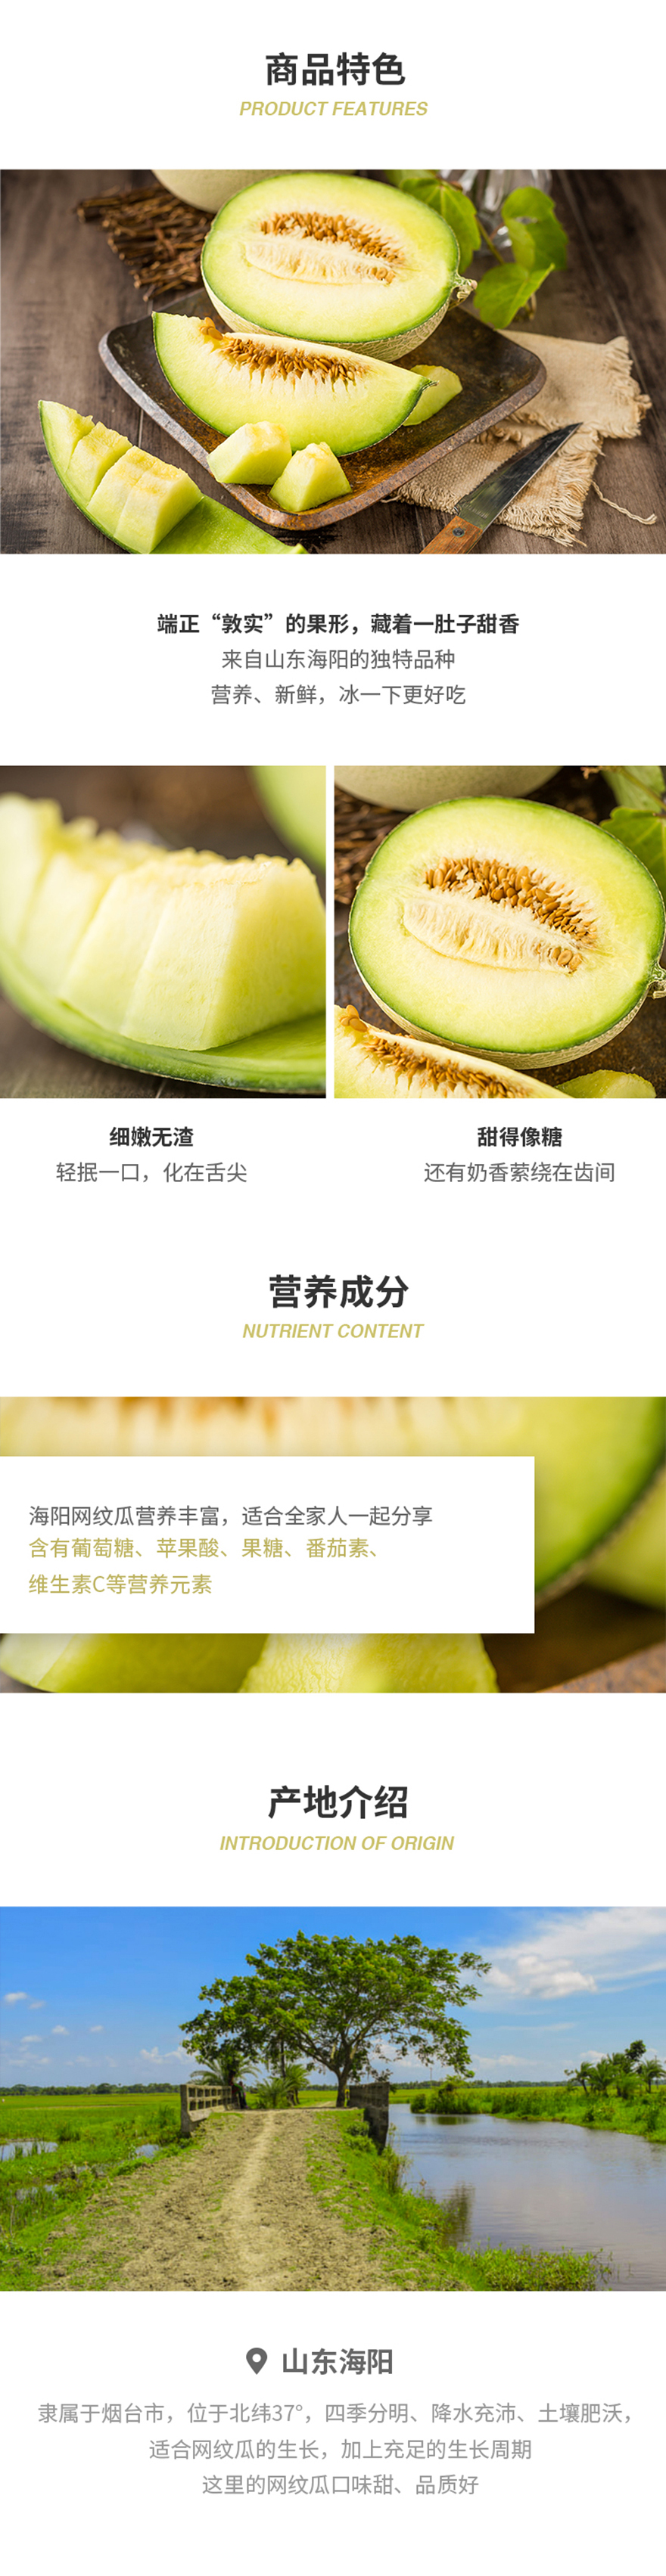 商品特色
PRODUCT FEATURES
端正“敦实”的果形，藏着一肚子甜香
来自山东海阳的独特品种
营养、新鲜，冰一下更好吃
细嫩无渣
轻抿一口，化在舌尖
甜得像糖
还有奶香萦绕在齿间
营养成分
NUTRIENT CONTENT
海阳网纹瓜营养丰富，适合全家人一起分享
含有葡萄糖、苹果酸、果糖、番茄素、
维生素C等营养元素
产地介绍
INTRODUCTION OF ORIGIN
山东海阳
隶属于烟台市，位于北纬37°，四季分明、降水充沛、土壤肥沃，
适合网纹瓜的生长，加上充足的生长周期
这里的网纹瓜口味甜、品质好